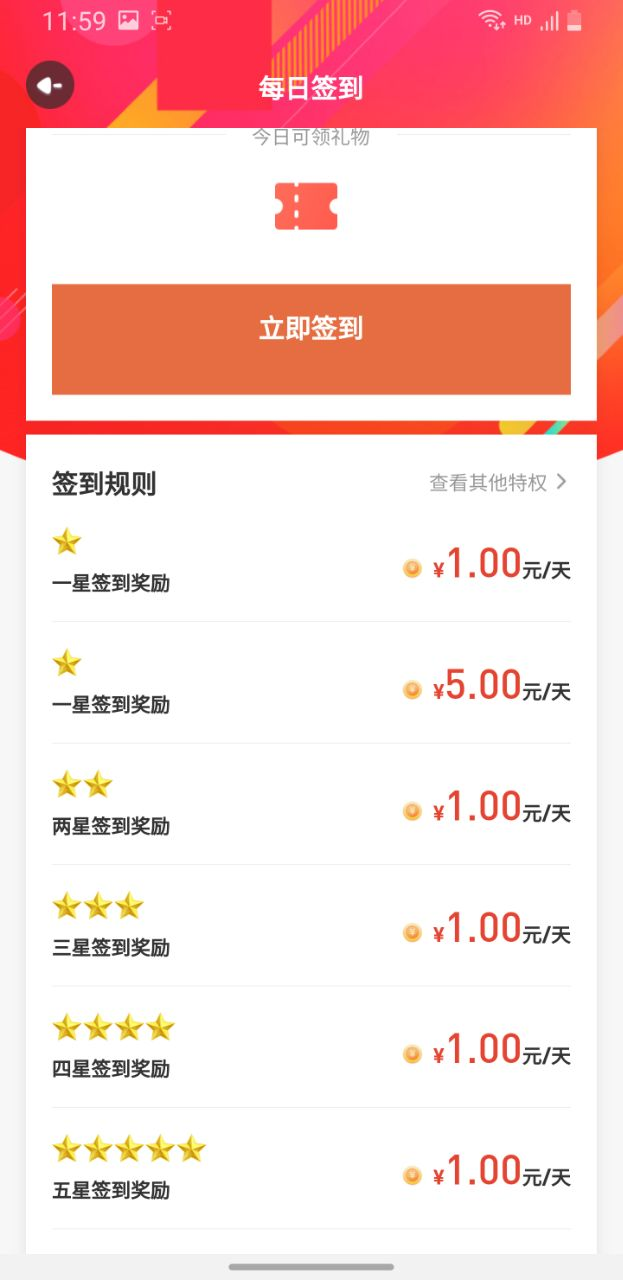 11:59
HD
每日签到
今日可领礼物
立即签到
签到规则
查看其他特权
一星签到奖励
¥1.00元/天
一星签到奖励
¥5.00元/天
两星签到奖励
¥1.00元/天
三星签到奖励
¥1.00元/天
四星签到奖励
¥1.00元/天
五星签到奖励
¥1.00元/天